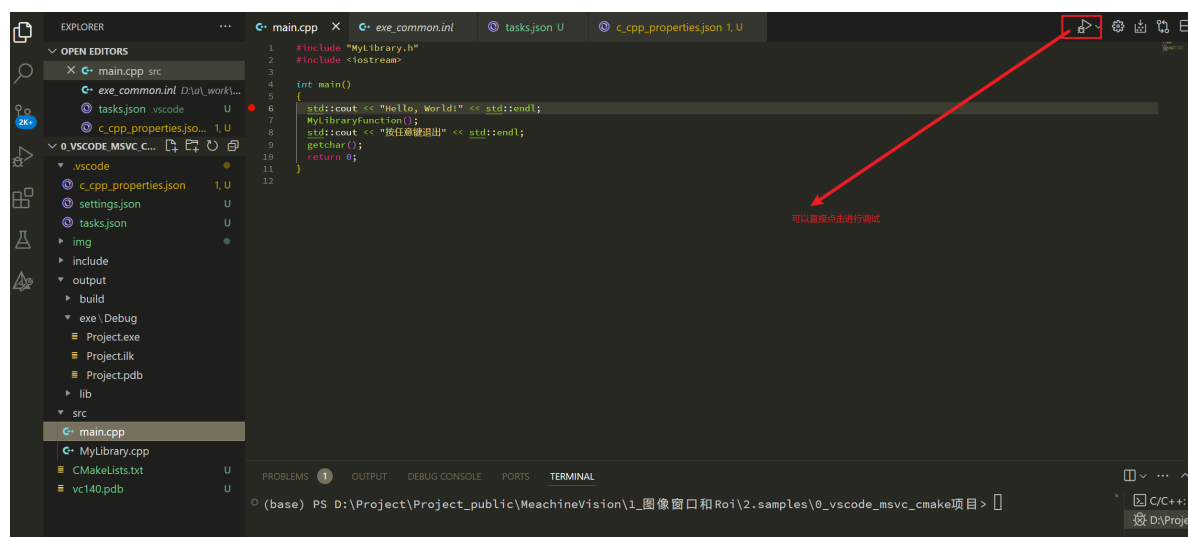 EXPLORER
main.cpp
exe_common.inl
tasks.json U
c_cpp_properties.json 1, U
OPEN EDITORS
main.cpp src
exe_common.inl D:\a\_work\...
tasks.json .vscode U
c_cpp_properties.jso... 1, U
2K+
0_VSCODE_MSVC_C...
.vscode
c_cpp_properties.json 1, U
settings.json U
tasks.json U
img
include
output
build
exe\Debug
Project.exe
Project.ilk
Project.pdb
lib
src
main.cpp
MyLibrary.cpp
CMakeLists.txt U
vc140.pdb U
1 #include "MyLibrary.h"
2 #include <iostream>
3
4 int main()
5 {
6 std::cout << "Hello, World!" << std::endl;
7 MyLibraryFunction();
8 std::cout << "按任意键退出" << std::endl;
9 getchar();
10 return 0;
11 }
12
可以直接点击进行调试
PROBLEMS 1 OUTPUT DEBUG CONSOLE PORTS TERMINAL
(base) PS D:\Project\Project_public\MeachineVision\1_图像窗口和Roi\2.samples\0_vscode_msvc_cmake项目>
C/C++:
D:\Proje